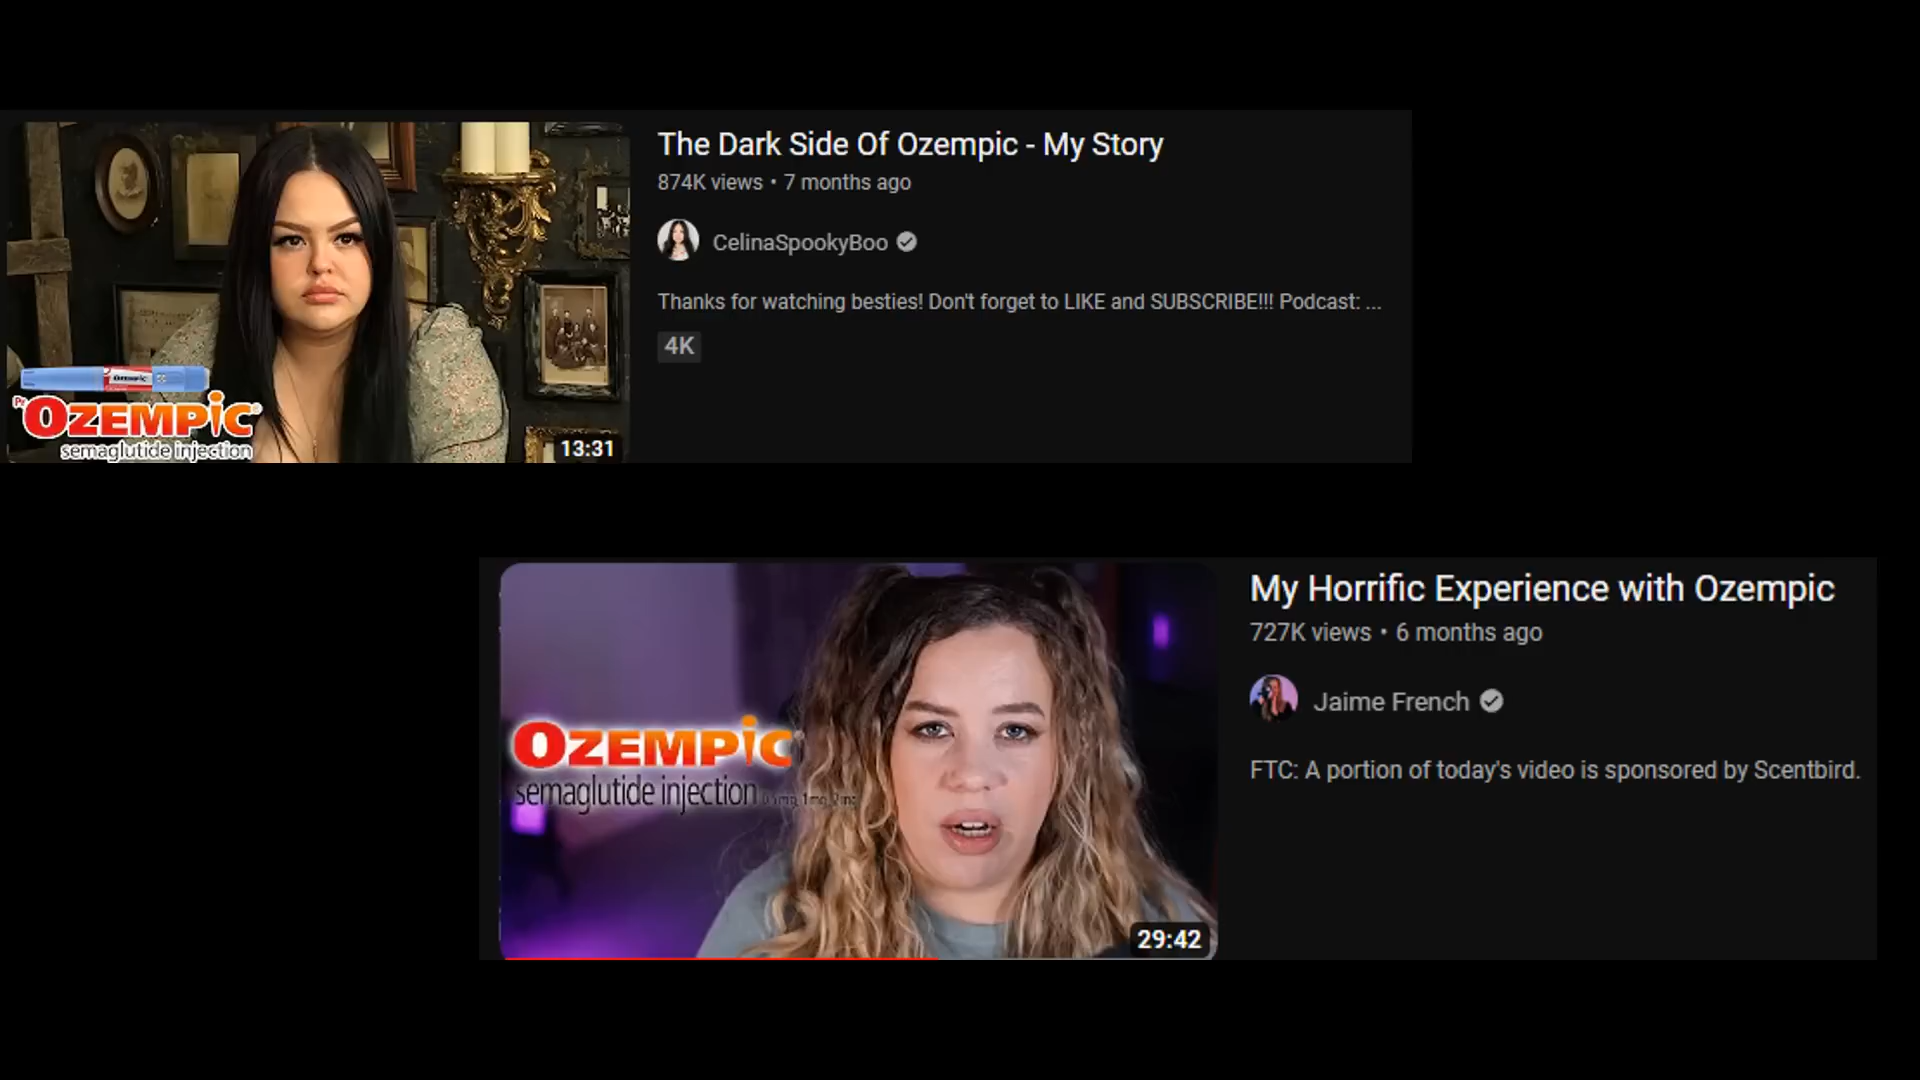 The Dark Side Of Ozempic - My Story
874K views • 7 months ago
CelinaSpookyBoo
Thanks for watching besties! Don't forget to LIKE and SUBSCRIBE!!! Podcast: ...
4K
Ozempic
Pr OZEMPIC®
semaglutide injection
13:31
My Horrific Experience with Ozempic
727K views • 6 months ago
Jaime French
FTC: A portion of today's video is sponsored by Scentbird.
OZEMPIC®
semaglutide injection
29:42